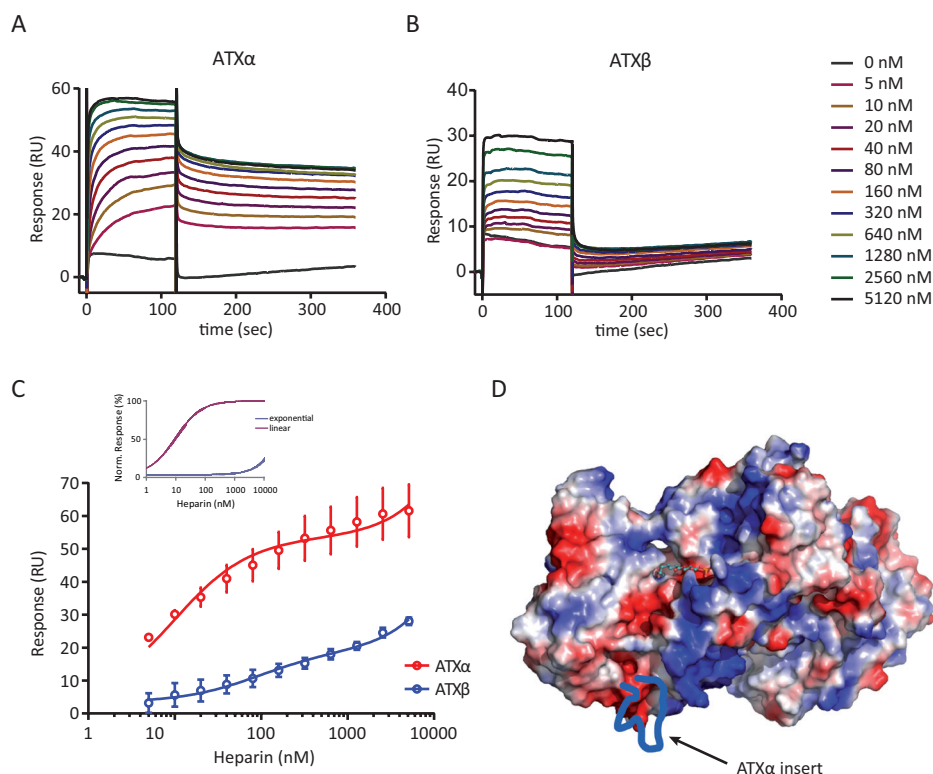 A
ATXα
60
40
20
0
Response (RU)
0 100 200 300 400
time (sec)
B
ATXβ
40
30
20
10
0
Response (RU)
0 100 200 300 400
time (sec)
0 nM
5 nM
10 nM
20 nM
40 nM
80 nM
160 nM
320 nM
640 nM
1280 nM
2560 nM
5120 nM
C
100
50
0
Norm. Response (%)
exponential
linear
1 10 100 1000 10000
Heparin (nM)
70
60
50
40
30
20
10
0
Response (RU)
ATXα
ATXβ
1 10 100 1000 10000
Heparin (nM)
D
ATXα insert